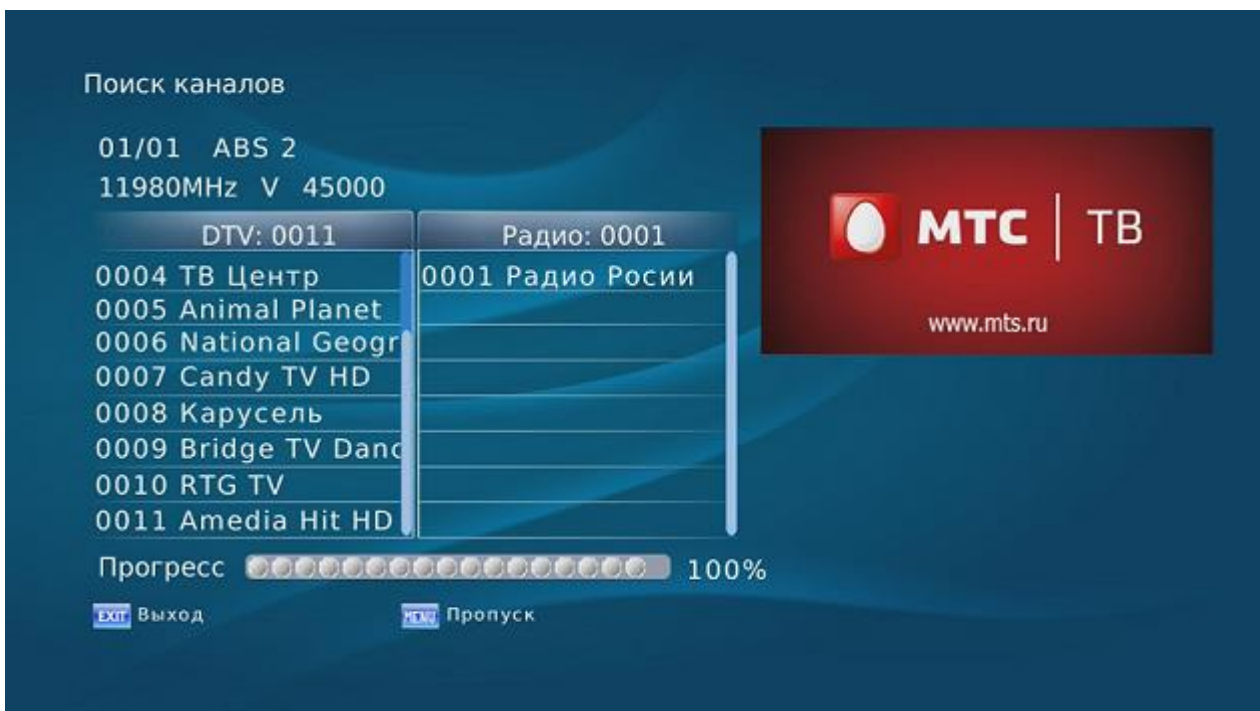 Поиск каналов
01/01 ABS 2
11980MHz V 45000
DTV: 0011
0004 ТВ Центр
0005 Animal Planet
0006 National Geogr
0007 Candy TV HD
0008 Карусель
0009 Bridge TV Danc
0010 RTG TV
0011 Amedia Hit HD
Радио: 0001
0001 Радио Росии
МТС | ТВ
www.mts.ru
Прогресс 100%
EXIT Выход
MENU Пропуск